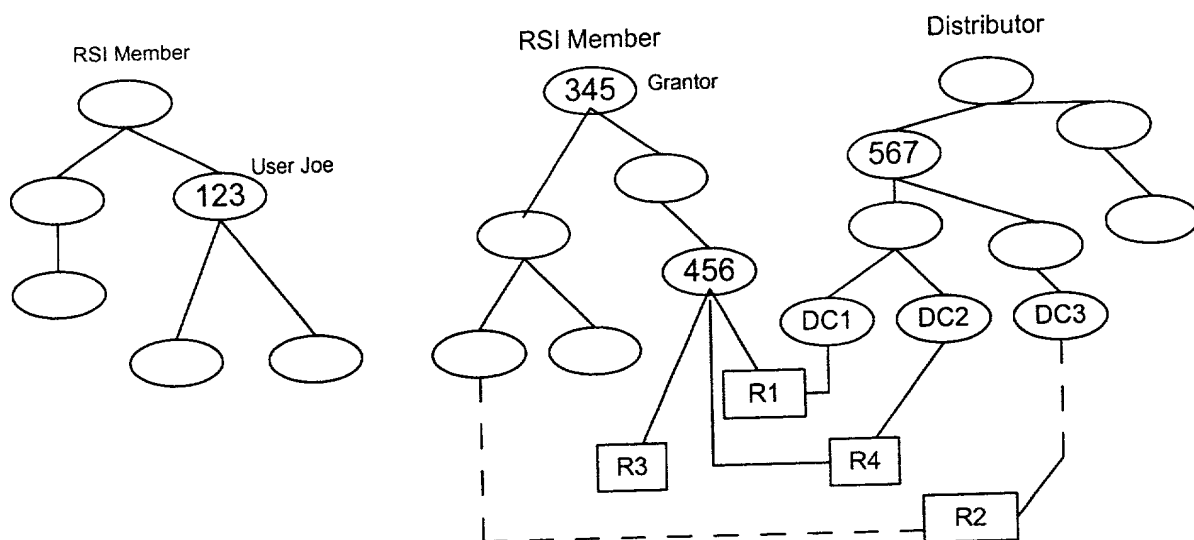 RSI Member
RSI Member
Distributor
345
Grantor
567
User Joe
123
456
DC1
DC2
DC3
R1
R3
R4
R2